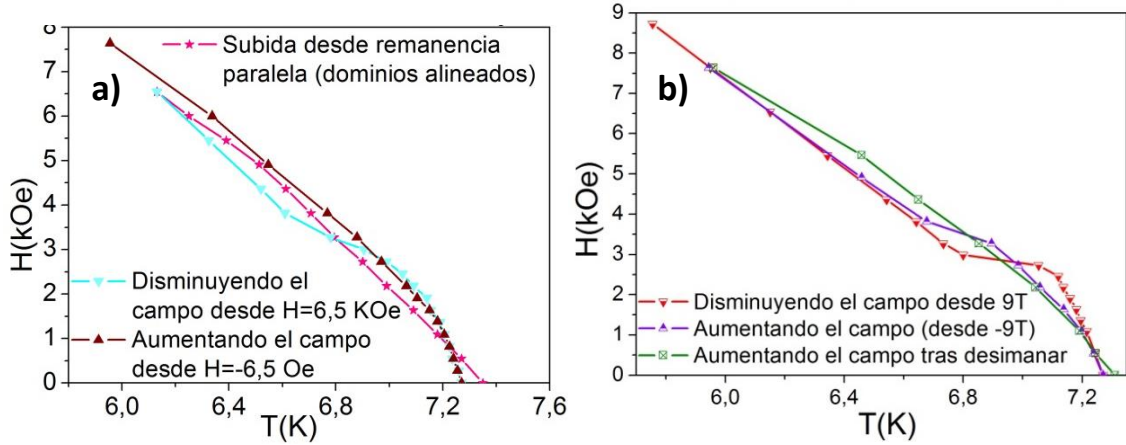 8
7
6
5
4
3
2
1
0
H(kOe)
a)
Subida desde remanencia
paralela (dominios alineados)
Disminuyendo el
campo desde H=6,5 KOe
Aumentando el campo
desde H=-6,5 Oe
6,0 6,4 6,8 7,2 7,6
T(K)
9
8
7
6
5
4
3
2
1
0
H(kOe)
b)
Disminuyendo el campo desde 9T
Aumentando el campo (desde -9T)
Aumentando el campo tras desimanar
6,0 6,4 6,8 7,2
T(K)